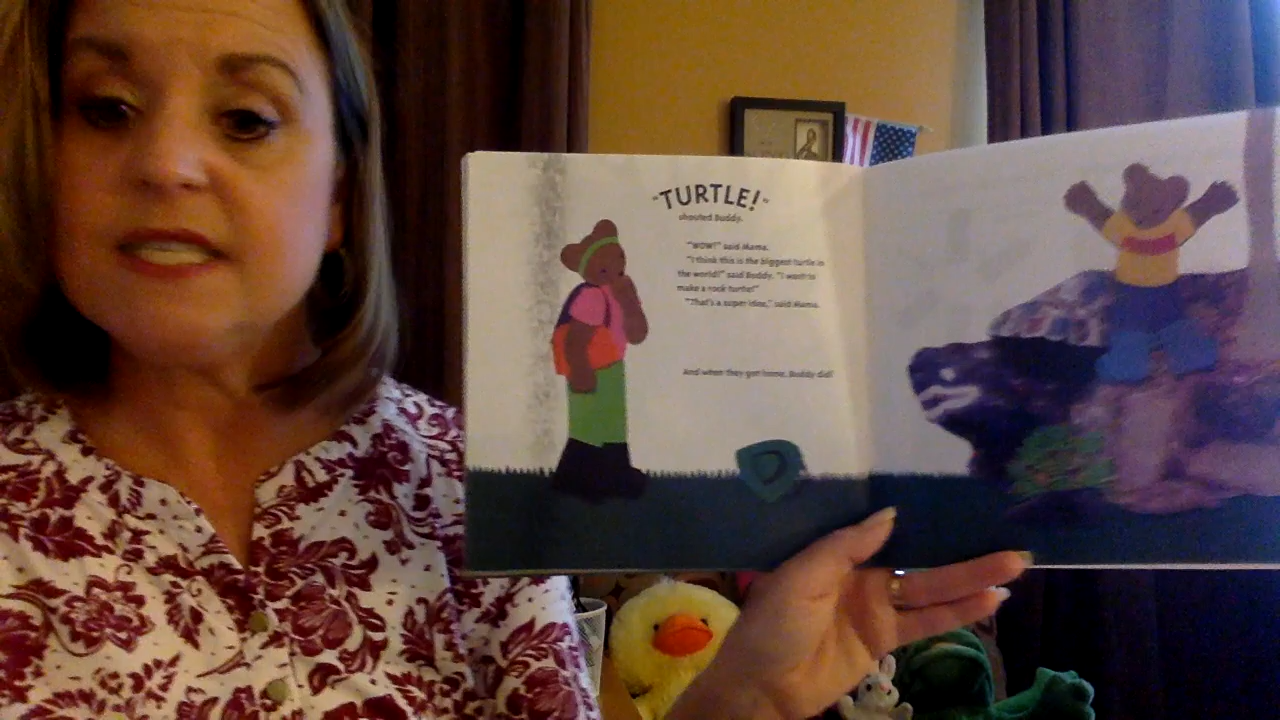 "TURTLE!"
shouted Buddy.
"WOW!" said Mama.
"I think this is the biggest turtle in
the world!" said Buddy. "I want to
make a rock turtle!"
"That's a super idea," said Mama.
And when they got home, Buddy did!